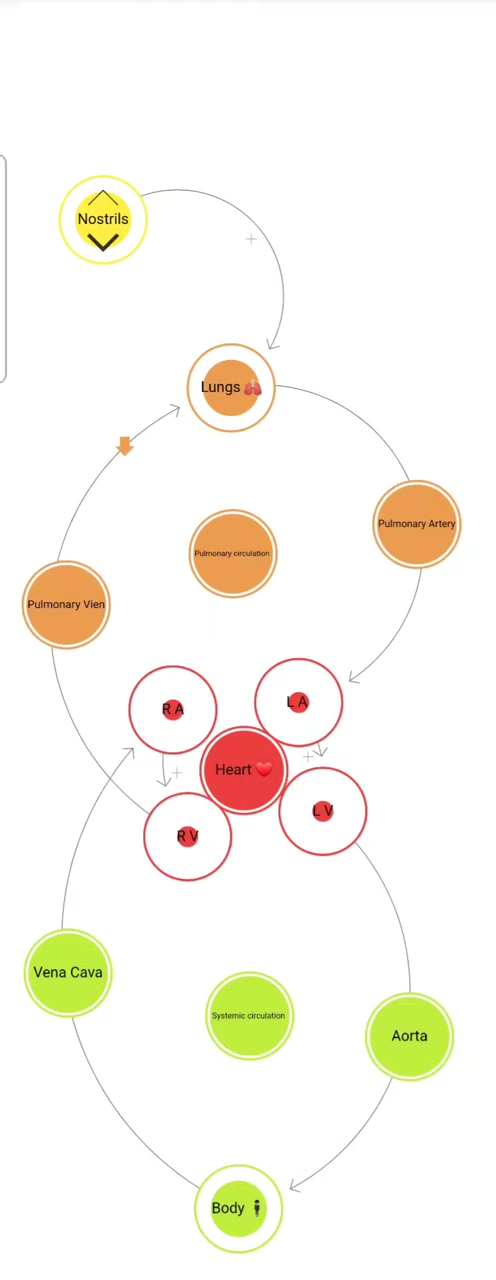 Nostrils
Lungs 🫁
Pulmonary Artery
Pulmonary circulation
Pulmonary Vien
R A
L A
Heart ❤️
R V
L V
Vena Cava
Systemic circulation
Aorta
Body 🕴